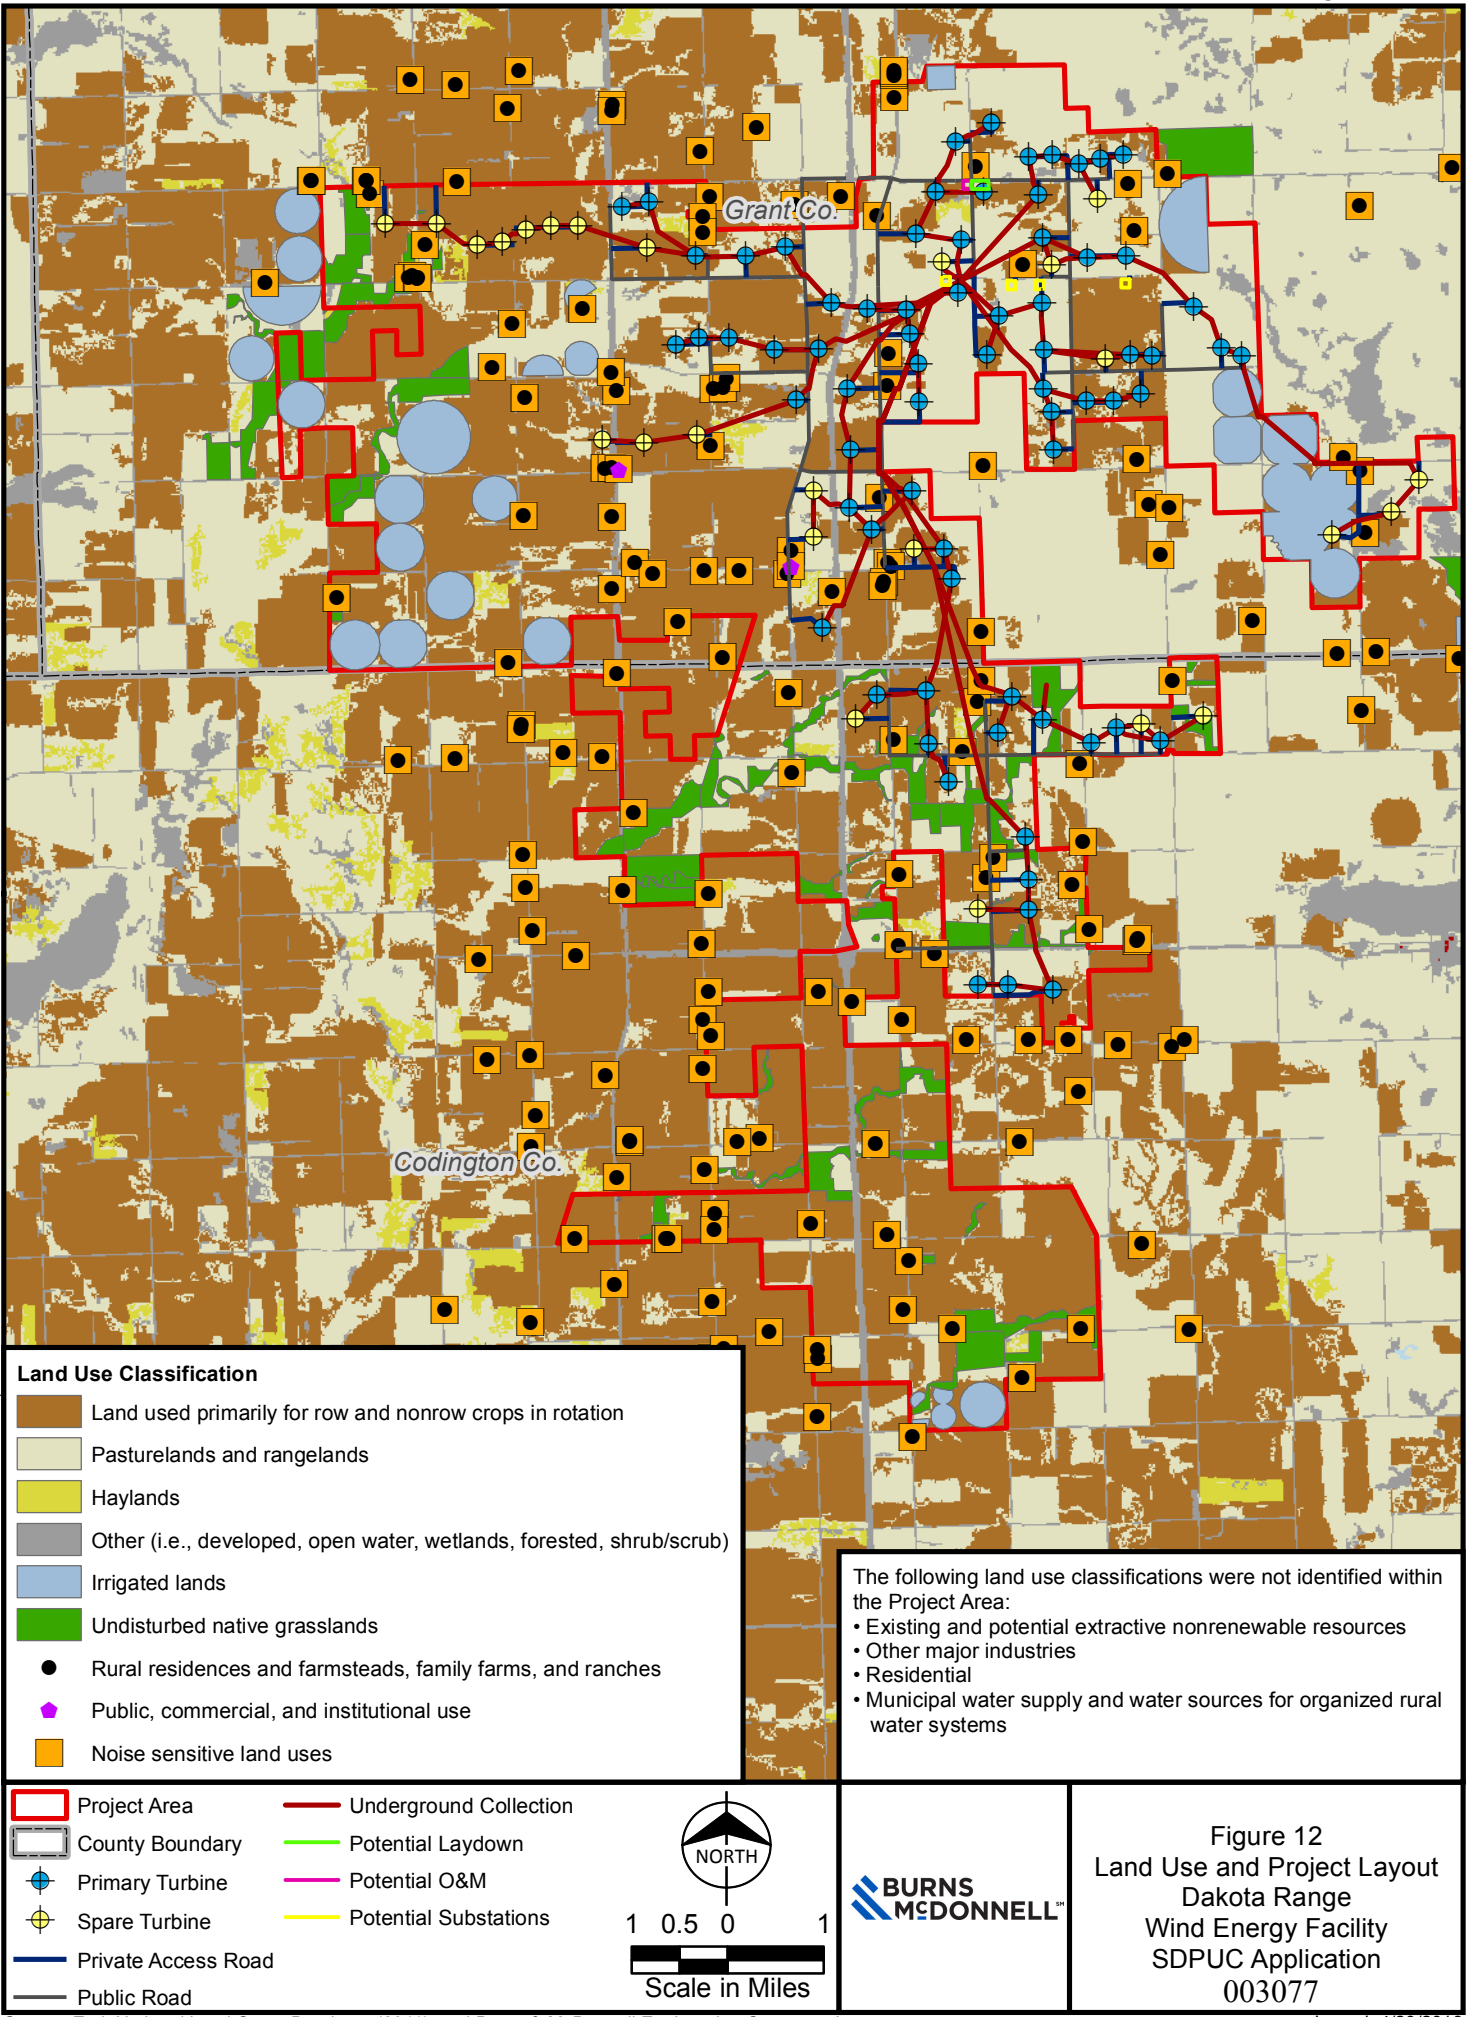 Grant Co.
Codington Co.
Land Use Classification
Land used primarily for row and nonrow crops in rotation
Pasturelands and rangelands
Haylands
Other (i.e., developed, open water, wetlands, forested, shrub/scrub)
Irrigated lands
Undisturbed native grasslands
Rural residences and farmsteads, family farms, and ranches
Public, commercial, and institutional use
Noise sensitive land uses
The following land use classifications were not identified within
the Project Area:
• Existing and potential extractive nonrenewable resources
• Other major industries
• Residential
• Municipal water supply and water sources for organized rural
water systems
Project Area
County Boundary
Primary Turbine
Spare Turbine
Private Access Road
Public Road
Underground Collection
Potential Laydown
Potential O&M
Potential Substations
NORTH
1 0.5 0 1
Scale in Miles
BURNS
McDONNELL SM
Figure 12
Land Use and Project Layout
Dakota Range
Wind Energy Facility
SDPUC Application
003077